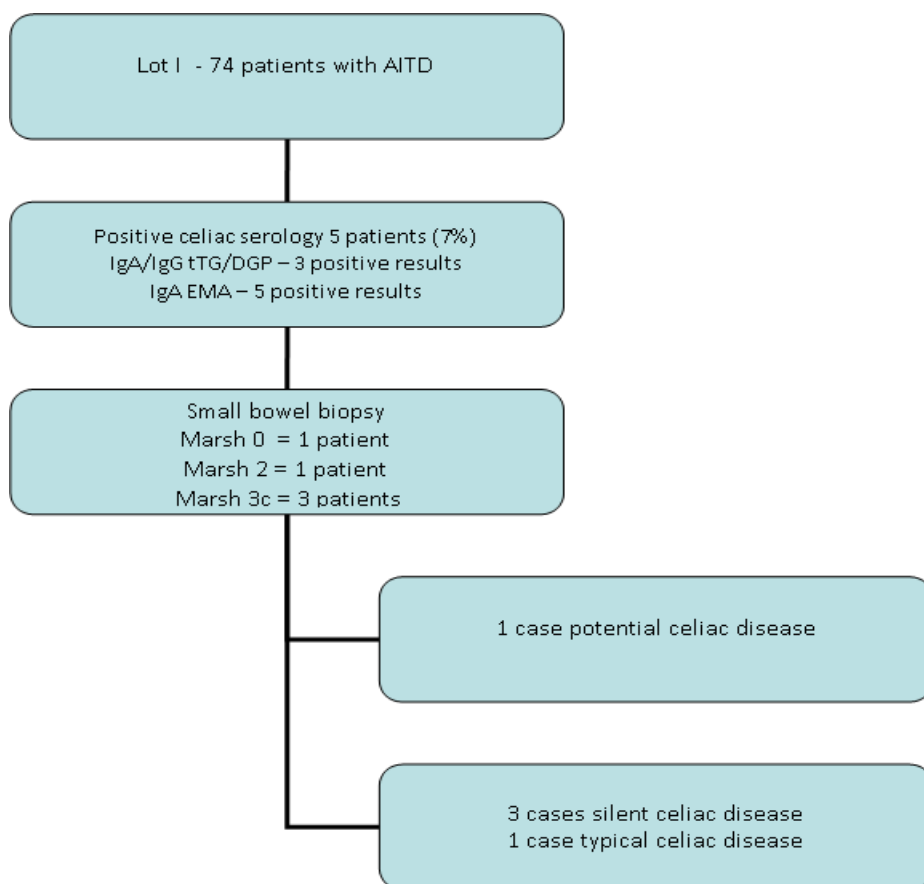 Lot I - 74 patients with AITD
Positive celiac serology 5 patients (7%)
IgA/IgG tTG/DGP – 3 positive results
IgA EMA – 5 positive results
Small bowel biopsy
Marsh 0 = 1 patient
Marsh 2 = 1 patient
Marsh 3c = 3 patients
1 case potential celiac disease
3 cases silent celiac disease
1 case typical celiac disease